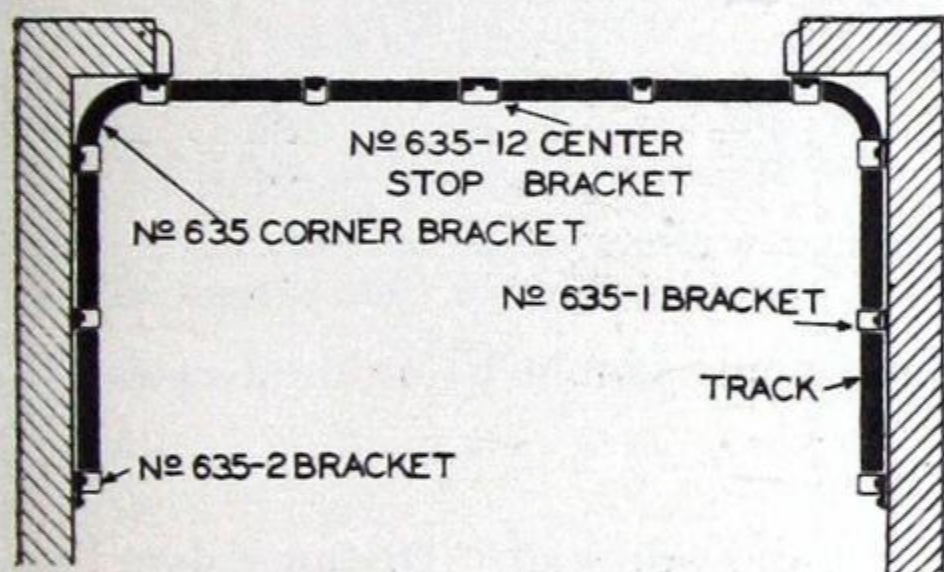 Nº 635-12 CENTER
STOP BRACKET
Nº 635 CORNER BRACKET
Nº 635-1 BRACKET
TRACK
Nº 635-2 BRACKET